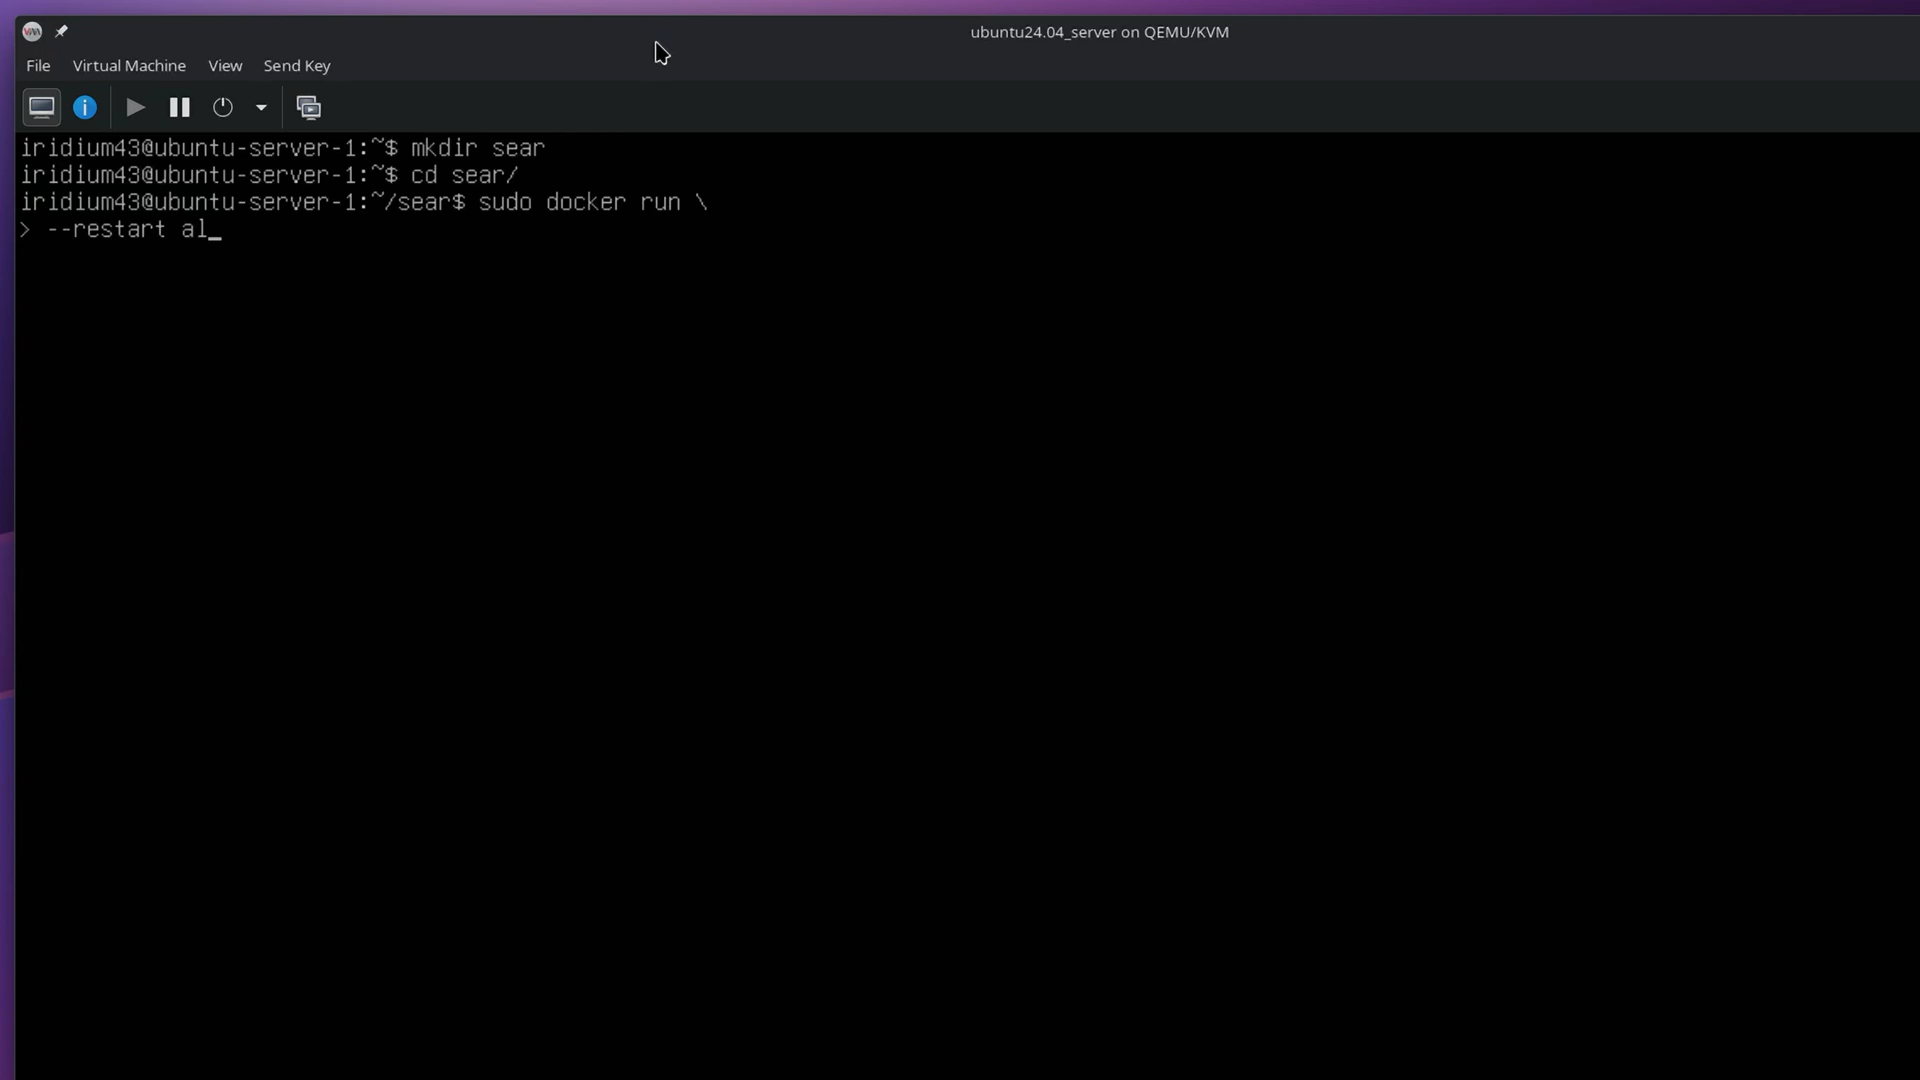 ubuntu24.04_server on QEMU/KVM
File Virtual Machine View Send Key
iridium43@ubuntu-server-1:~$ mkdir sear
iridium43@ubuntu-server-1:~$ cd sear/
iridium43@ubuntu-server-1:~/sear$ sudo docker run \
> --restart al_